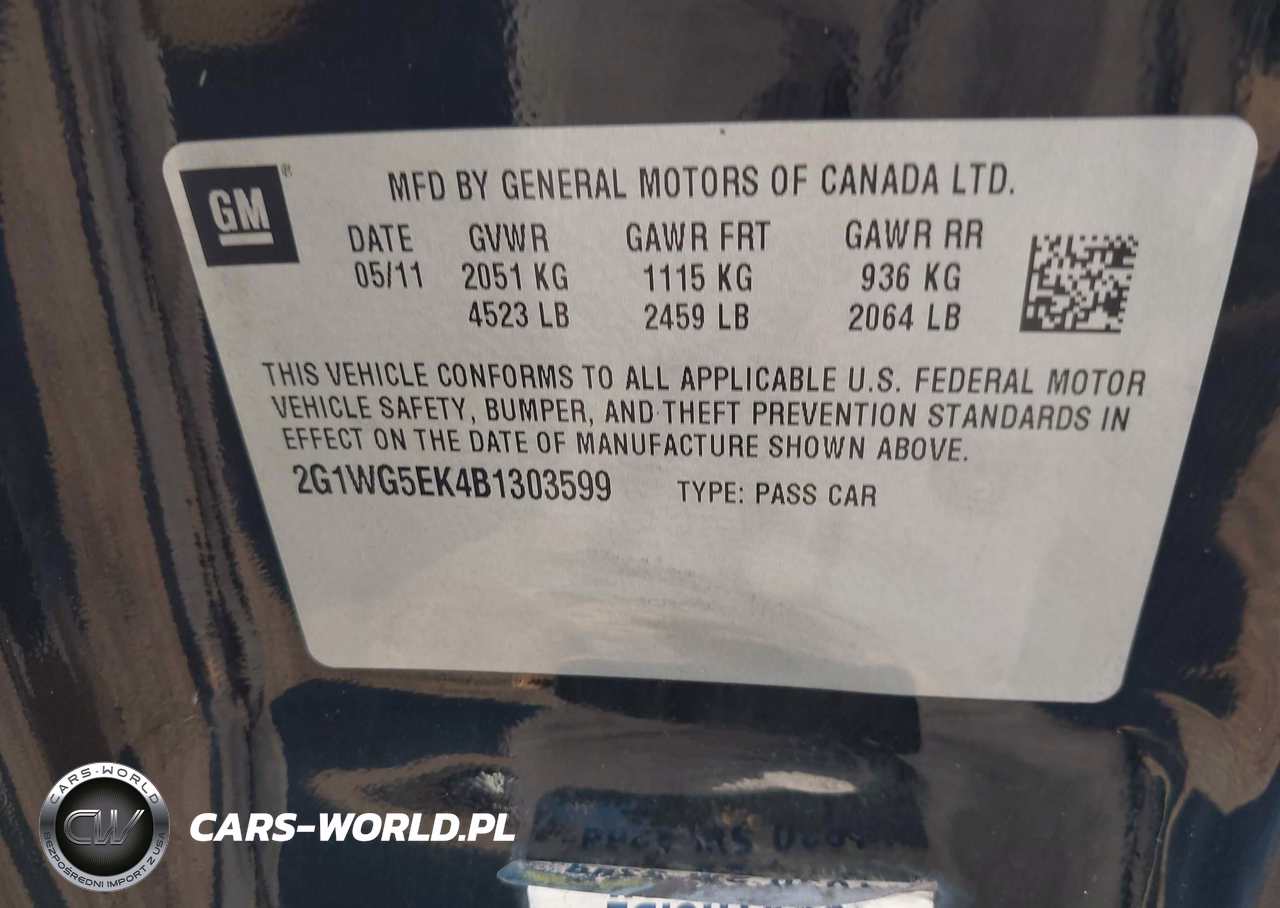 GM ®
MFD BY GENERAL MOTORS OF CANADA LTD.
DATE GVWR GAWR FRT GAWR RR
05/11 2051 KG 1115 KG 936 KG
4523 LB 2459 LB 2064 LB
THIS VEHICLE CONFORMS TO ALL APPLICABLE U.S. FEDERAL MOTOR
VEHICLE SAFETY, BUMPER, AND THEFT PREVENTION STANDARDS IN
EFFECT ON THE DATE OF MANUFACTURE SHOWN ABOVE.
2G1WG5EK4B1303599 TYPE: PASS CAR
CARS-WORLD
CW
BEZPOŚREDNI IMPORT Z USA
CARS-WORLD.PL